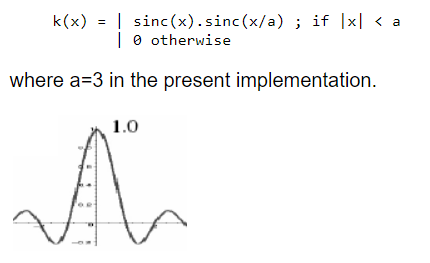 k(x) = | sinc(x).sinc(x/a) ; if |x| < a
| 0 otherwise
where a=3 in the present implementation.
1.0